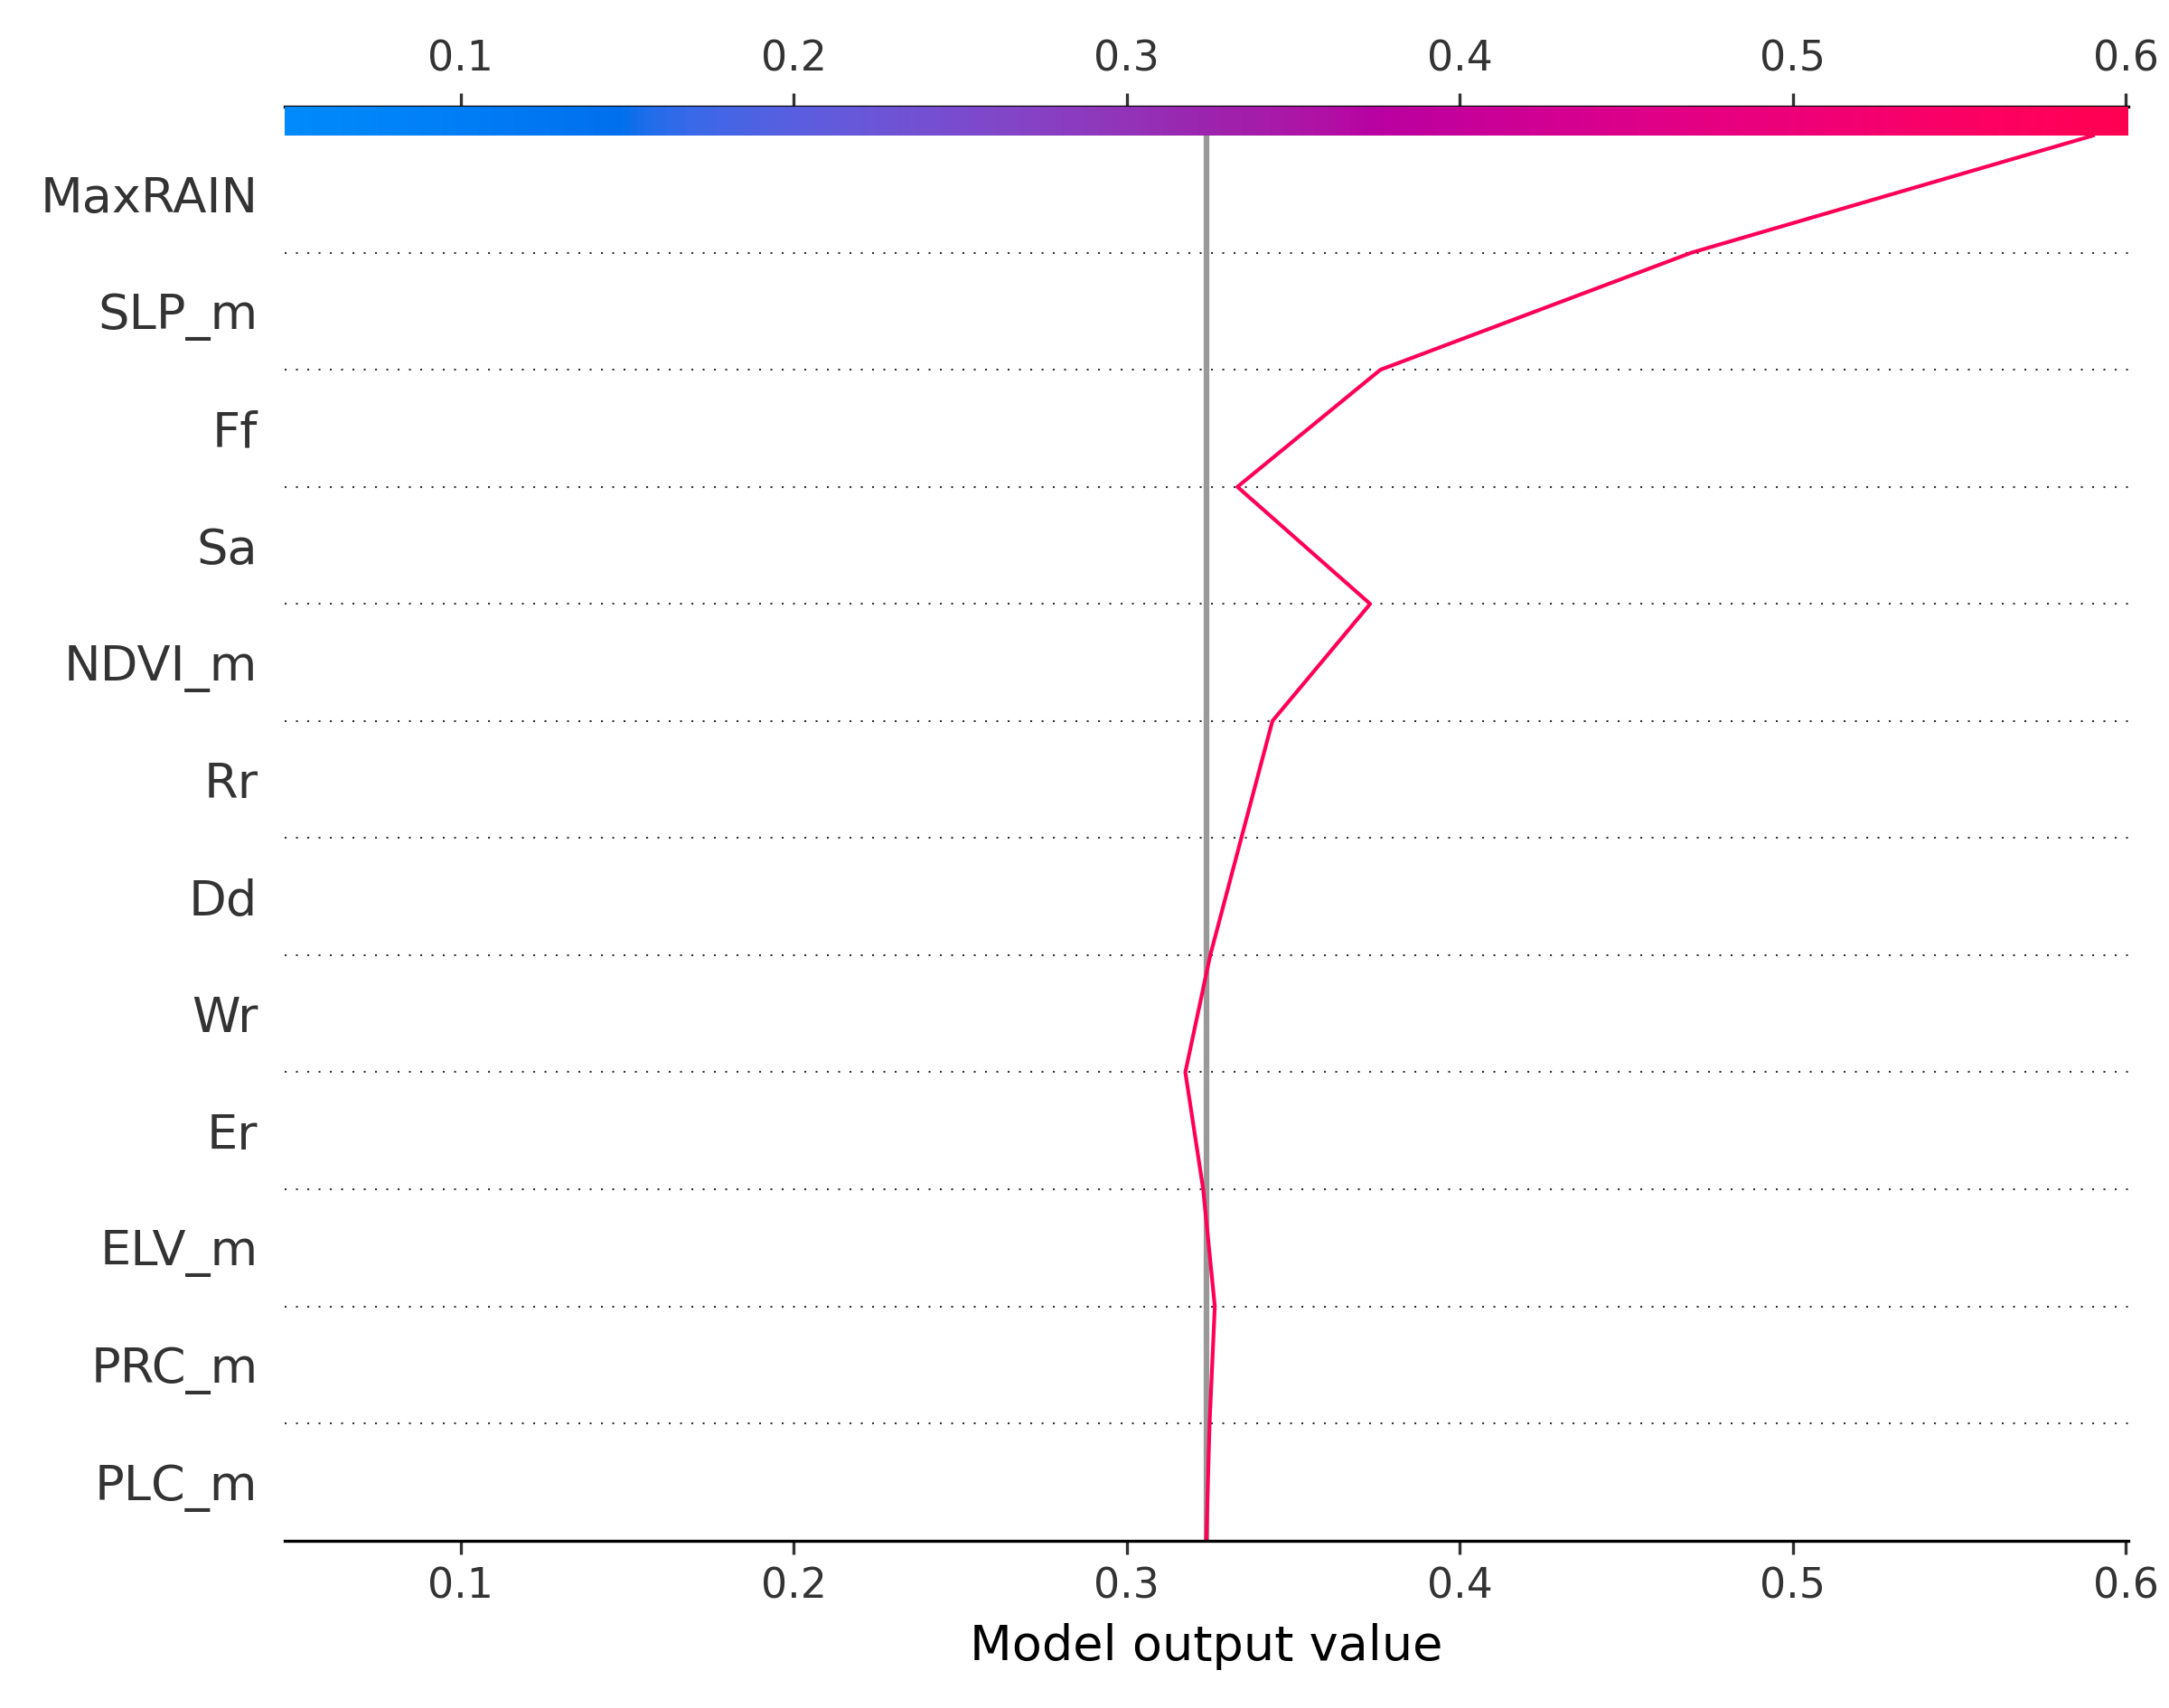 0.1 0.2 0.3 0.4 0.5 0.6
MaxRAIN
SLP_m
Ff
Sa
NDVI_m
Rr
Dd
Wr
Er
ELV_m
PRC_m
PLC_m
0.1 0.2 0.3 0.4 0.5 0.6
Model output value